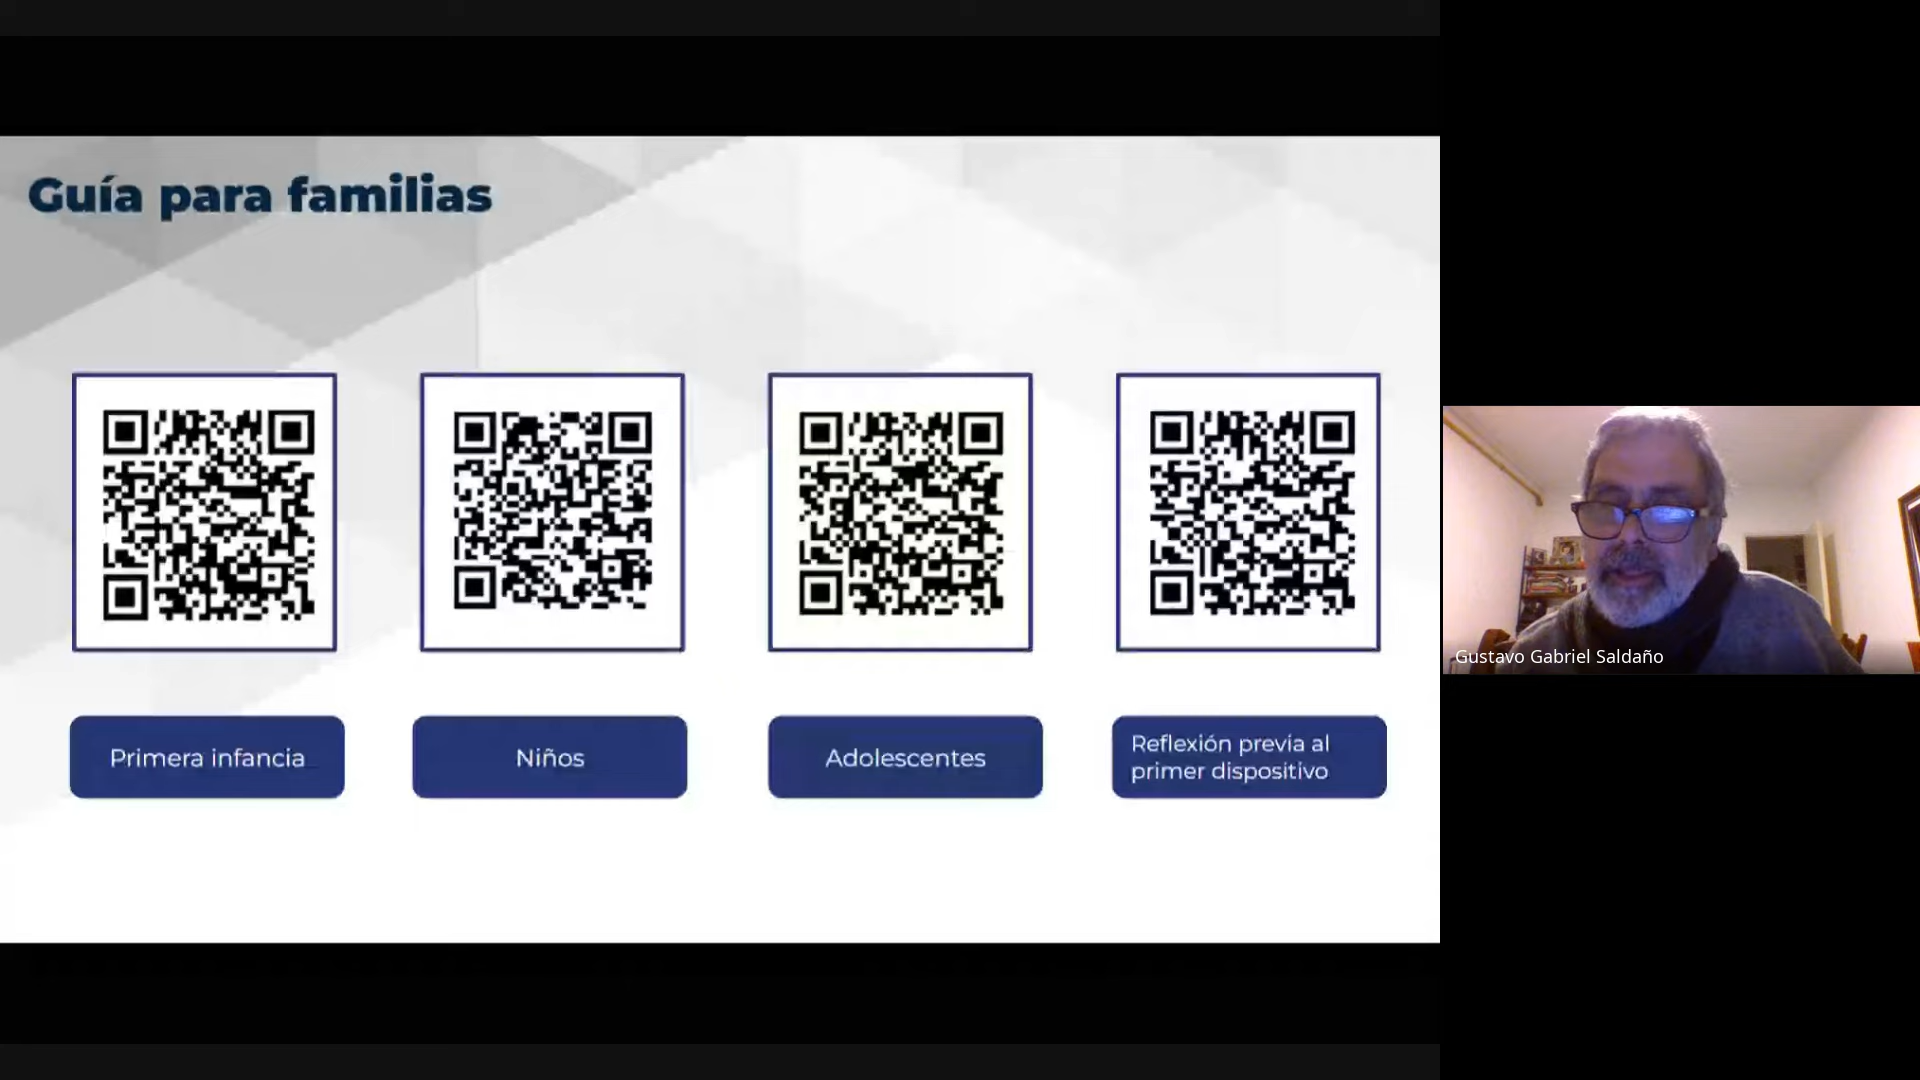 Guía para familias
Primera infancia
Niños
Adolescentes
Reflexión previa al
primer dispositivo
Gustavo Gabriel Saldaño